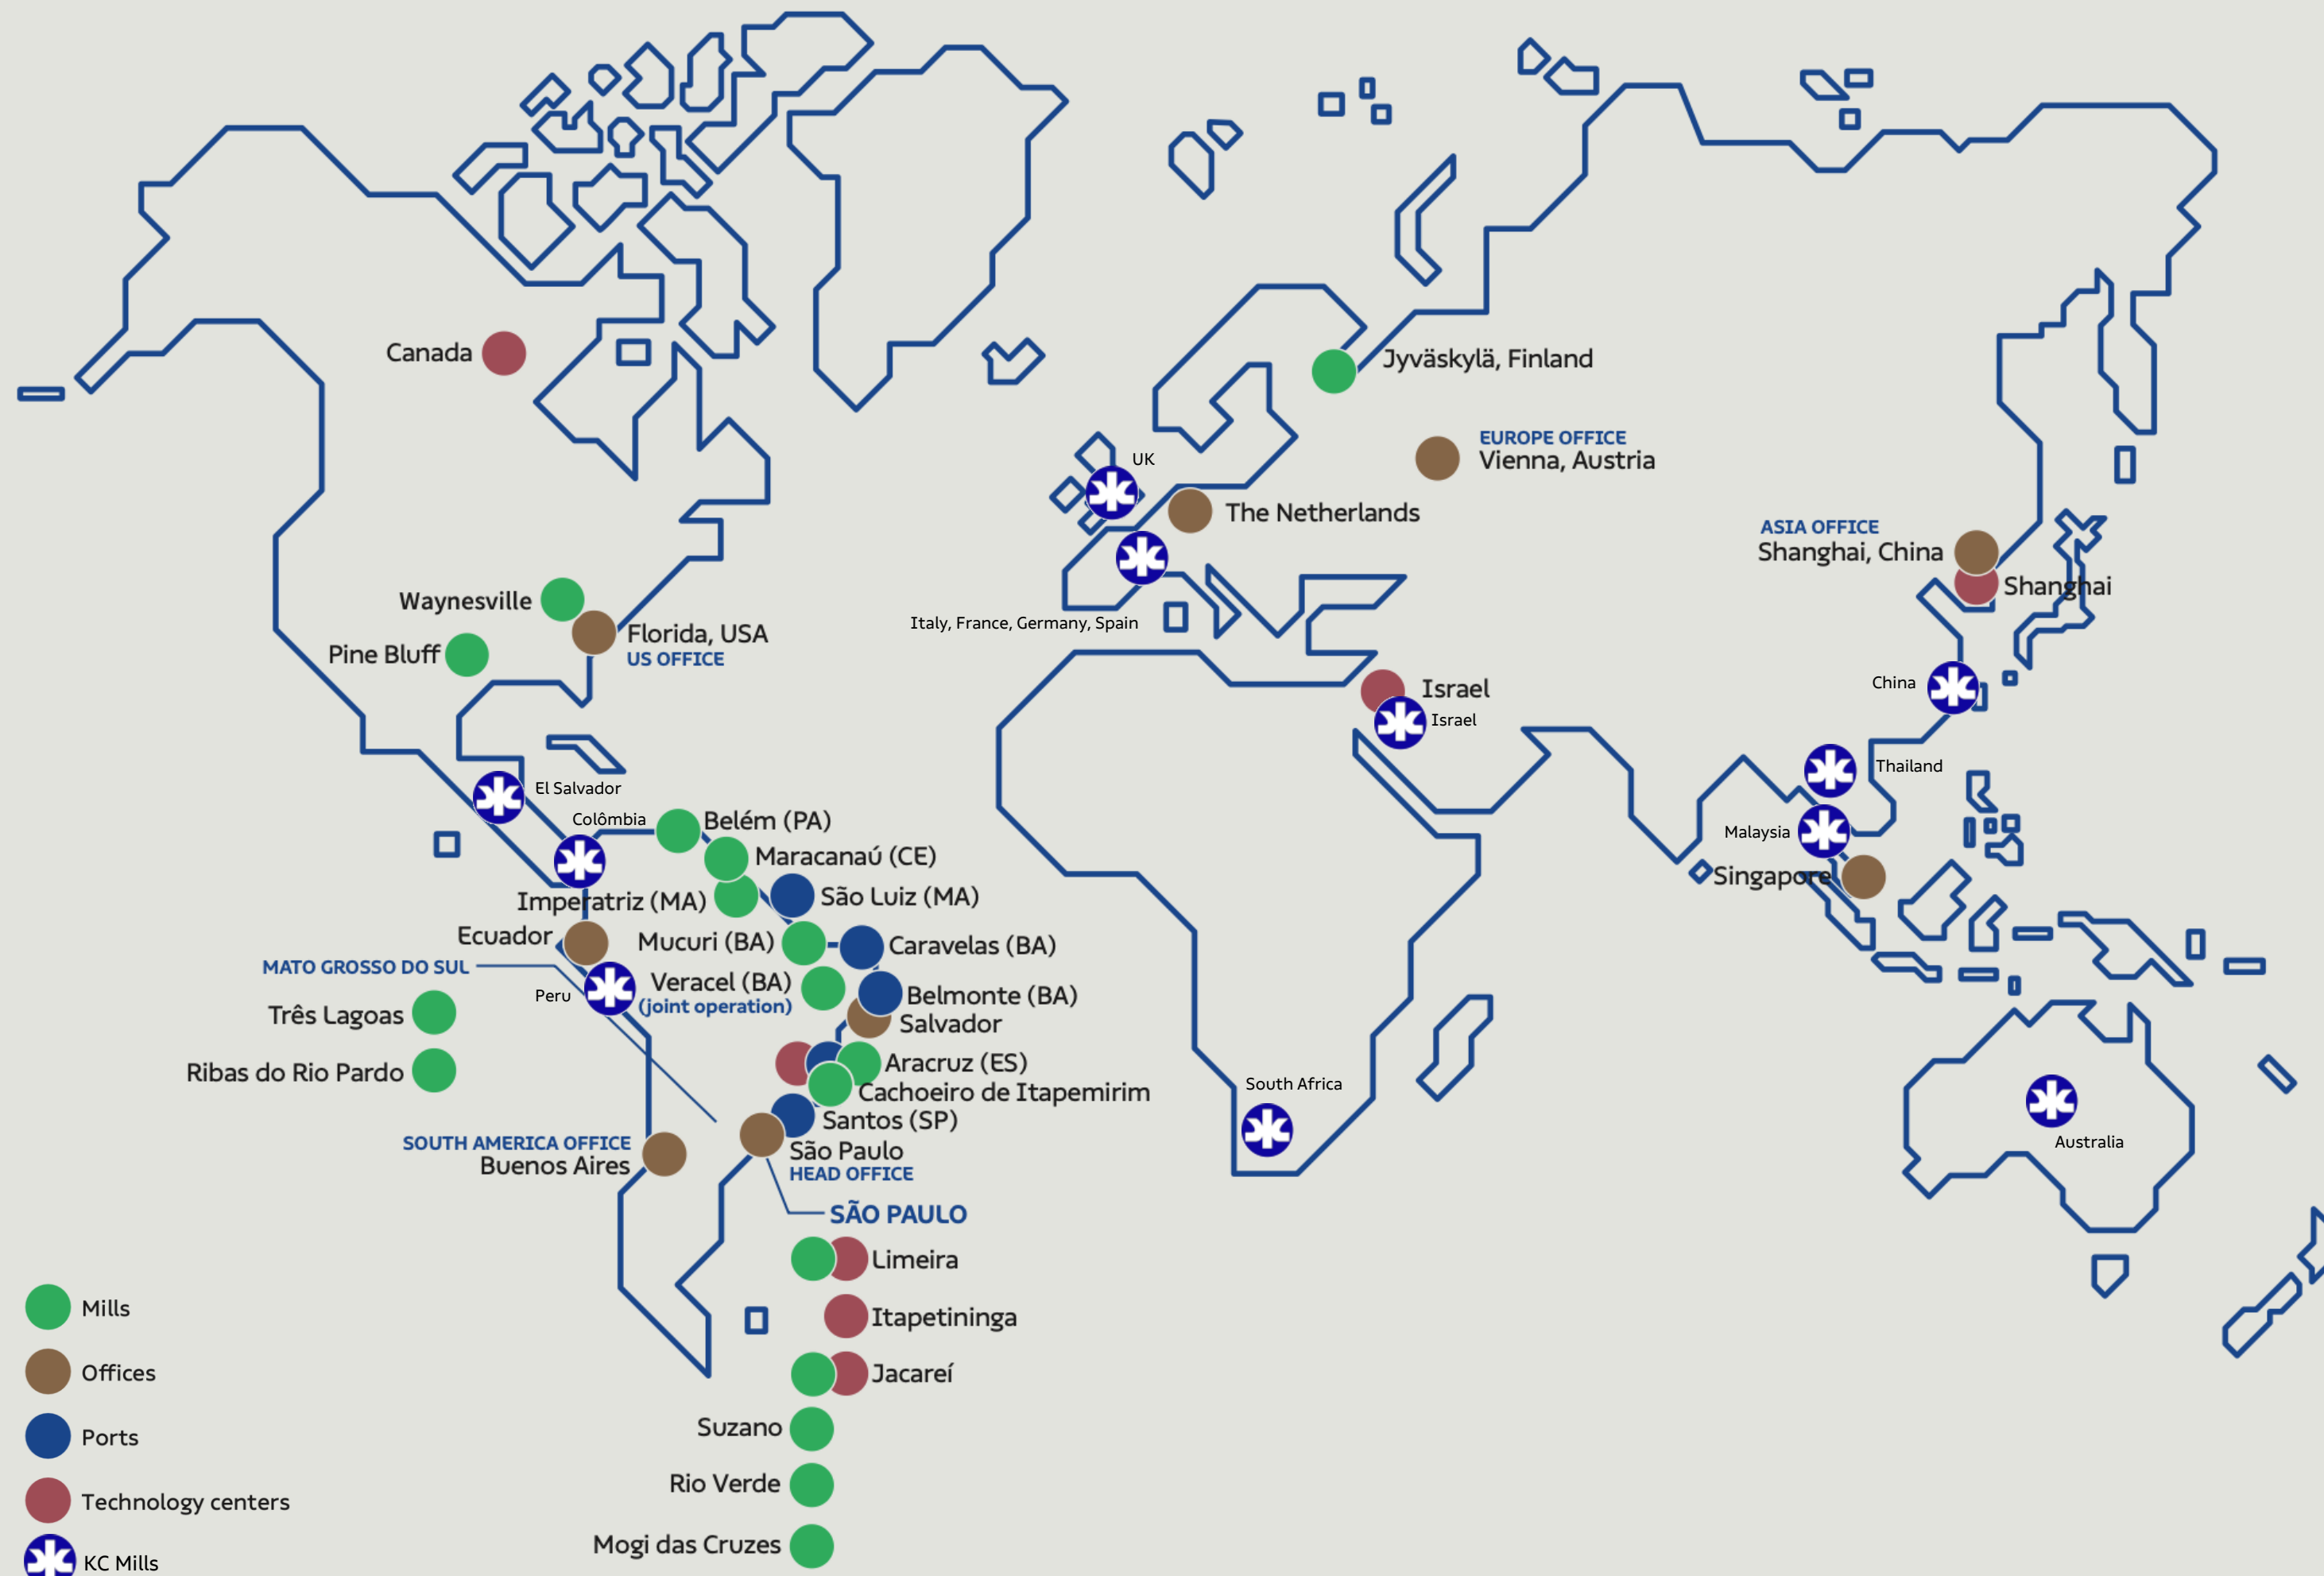 Canada
Jyväskylä, Finland
EUROPE OFFICE
Vienna, Austria
UK
The Netherlands
ASIA OFFICE
Shanghai, China
Shanghai
Waynesville
Florida, USA
US OFFICE
Pine Bluff
Italy, France, Germany, Spain
Israel
Israel
China
Thailand
Malaysia
Singapore
El Salvador
Colômbia
Belém (PA)
Maracanaú (CE)
Imperatriz (MA)
São Luiz (MA)
Ecuador
Mucuri (BA)
Caravelas (BA)
MATO GROSSO DO SUL
Peru
Veracel (BA)
(joint operation)
Belmonte (BA)
Salvador
Três Lagoas
Ribas do Rio Pardo
Aracruz (ES)
Cachoeiro de Itapemirim
Santos (SP)
South Africa
Australia
SOUTH AMERICA OFFICE
Buenos Aires
São Paulo
HEAD OFFICE
SÃO PAULO
Limeira
Itapetininga
Jacareí
Suzano
Rio Verde
Mogi das Cruzes
Mills
Offices
Ports
Technology centers
KC Mills